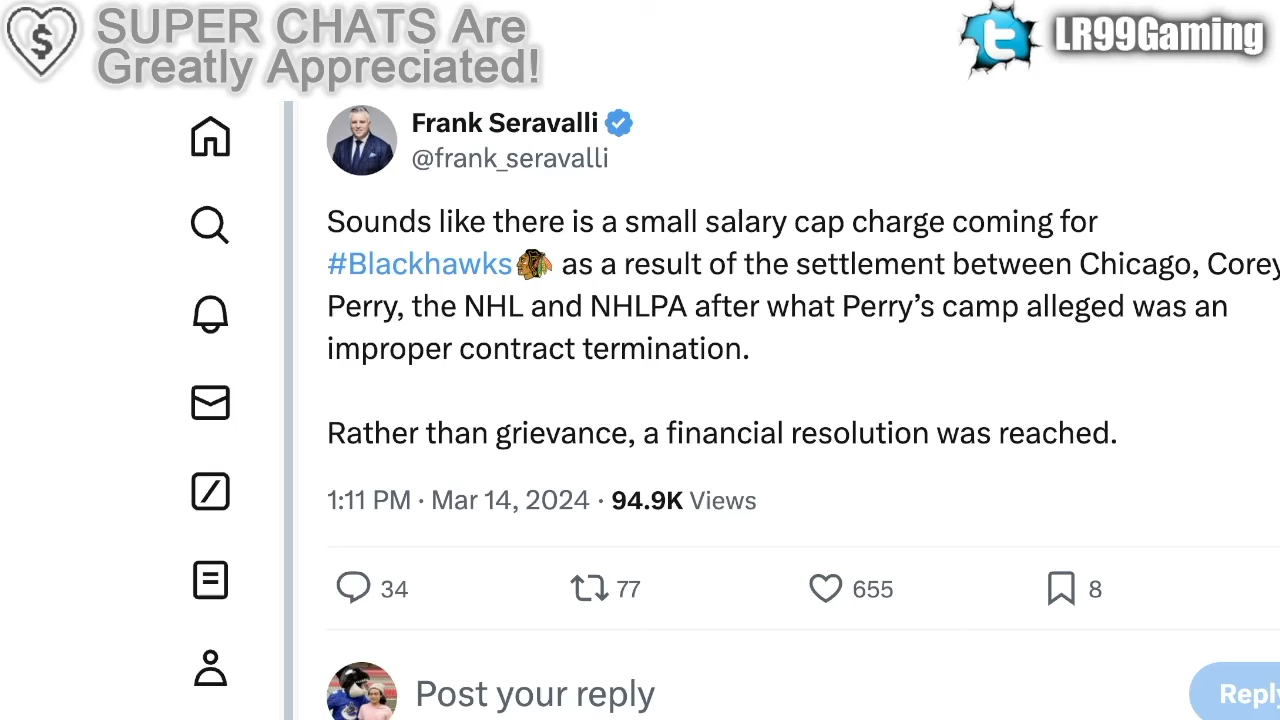 SUPER CHATS Are
Greatly Appreciated!
LR99Gaming
Frank Seravalli
@frank_seravalli
Sounds like there is a small salary cap charge coming for
#Blackhawks as a result of the settlement between Chicago, Corey
Perry, the NHL and NHLPA after what Perry’s camp alleged was an
improper contract termination.
Rather than grievance, a financial resolution was reached.
1:11 PM · Mar 14, 2024 · 94.9K Views
34 77 655 8
Post your reply
Reply